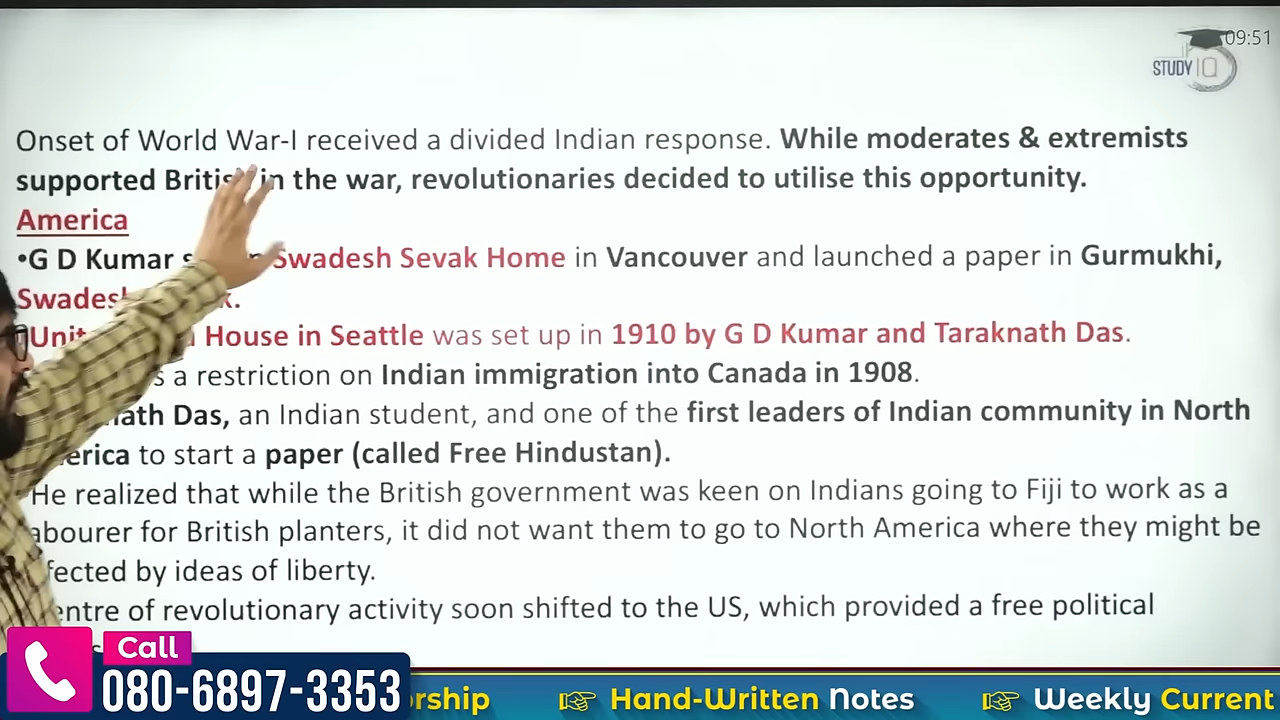 09:51
STUDY IQ
Onset of World War-I received a divided Indian response. While moderates & extremists
supported British in the war, revolutionaries decided to utilise this opportunity.
America
•G D Kumar Swadesh Sevak Home in Vancouver and launched a paper in Gurmukhi,
Swadesh
House in Seattle was set up in 1910 by G D Kumar and Taraknath Das.
a restriction on Indian immigration into Canada in 1908.
Das, an Indian student, and one of the first leaders of Indian community in North
to start a paper (called Free Hindustan).
He realized that while the British government was keen on Indians going to Fiji to work as a
for British planters, it did not want them to go to North America where they might be
by ideas of liberty.
of revolutionary activity soon shifted to the US, which provided a free political
Call
080-6897-3353
Hand-Written Notes
Weekly Current